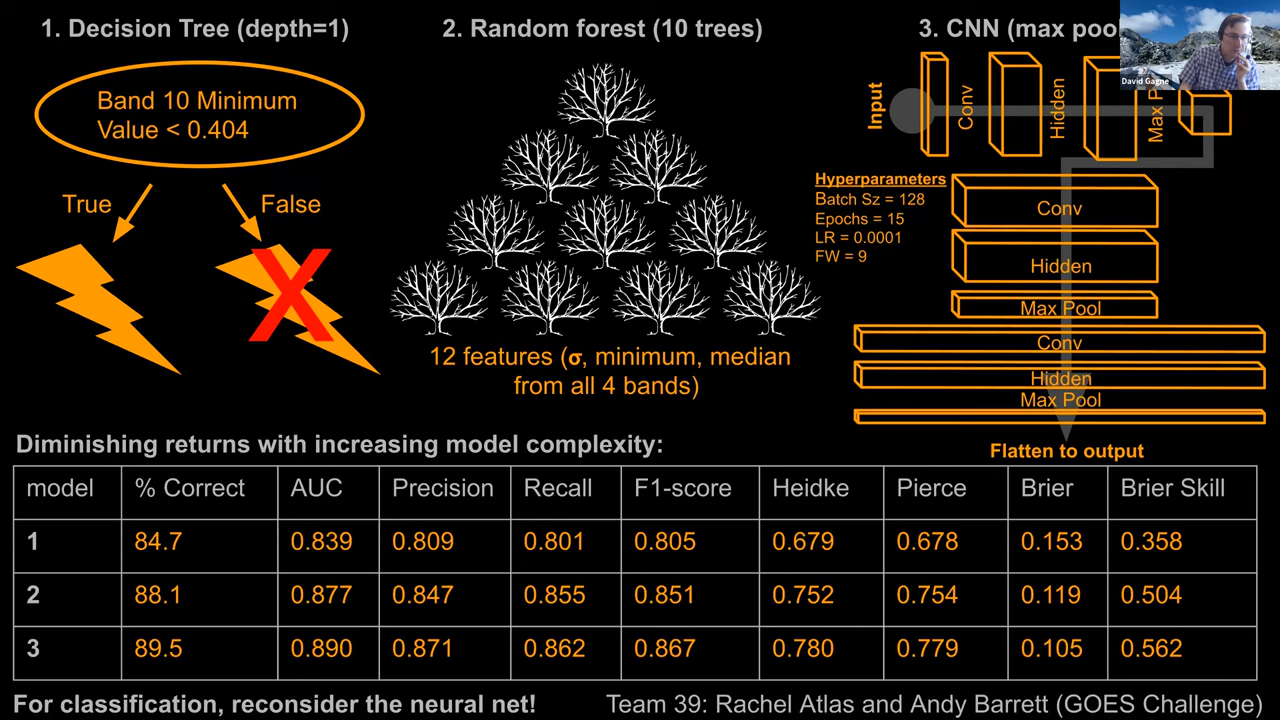 1. Decision Tree (depth=1)
Band 10 Minimum
Value < 0.404
True
False
X
2. Random forest (10 trees)
12 features (σ, minimum, median
from all 4 bands)
3. CNN (max poo
David Gagne
Input
Conv
Hidden
Max P
Hyperparameters
Batch Sz = 128
Epochs = 15
LR = 0.0001
FW = 9
Conv
Hidden
Max Pool
Conv
Hidden
Max Pool
Flatten to output
Diminishing returns with increasing model complexity:
model % Correct AUC Precision Recall F1-score Heidke Pierce Brier Brier Skill
1 84.7 0.839 0.809 0.801 0.805 0.679 0.678 0.153 0.358
2 88.1 0.877 0.847 0.855 0.851 0.752 0.754 0.119 0.504
3 89.5 0.890 0.871 0.862 0.867 0.780 0.779 0.105 0.562
For classification, reconsider the neural net!
Team 39: Rachel Atlas and Andy Barrett (GOES Challenge)